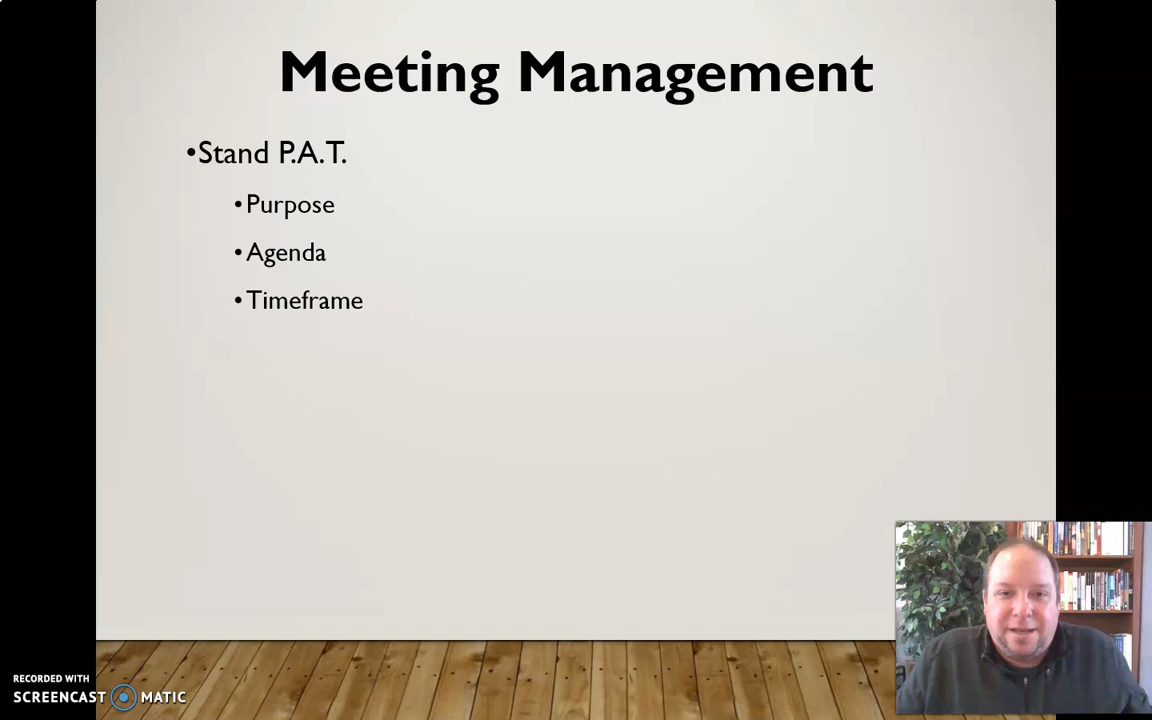 Meeting Management
•Stand P.A.T.
•Purpose
•Agenda
•Timeframe
RECORDED WITH
SCREENCAST MATIC